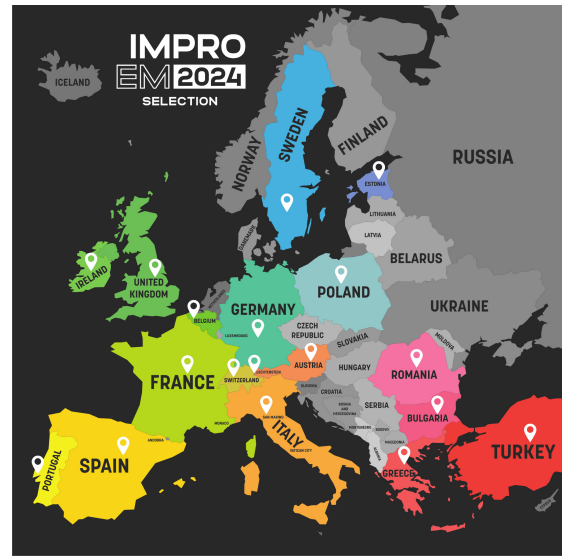 IMPRO
EM 2024
SELECTION
ICELAND
NORWAY
SWEDEN
FINLAND
RUSSIA
ESTONIA
LITHUANIA
LATVIA
BELARUS
DANEMARK
IRELAND
UNITED
KINGDOM
BELGIUM
LUXEMBOURG
GERMANY
POLAND
UKRAINE
CZECH
REPUBLIC
SLOVAKIA
MOLDOVA
FRANCE
SWITZERLAND
LIECHTENSTEIN
AUSTRIA
HUNGARY
ROMANIA
SLOVENIA
CROATIA
BOSNIA
AND
HERZEGOVINA
SERBIA
MONTENEGRO
KOSOVO
BULGARIA
MACEDONIA
ALBANIA
MONACO
SAN MARINO
ITALY
VATICAN CITY
ANDORRA
PORTUGAL
SPAIN
GREECE
TURKEY
CYPRUS